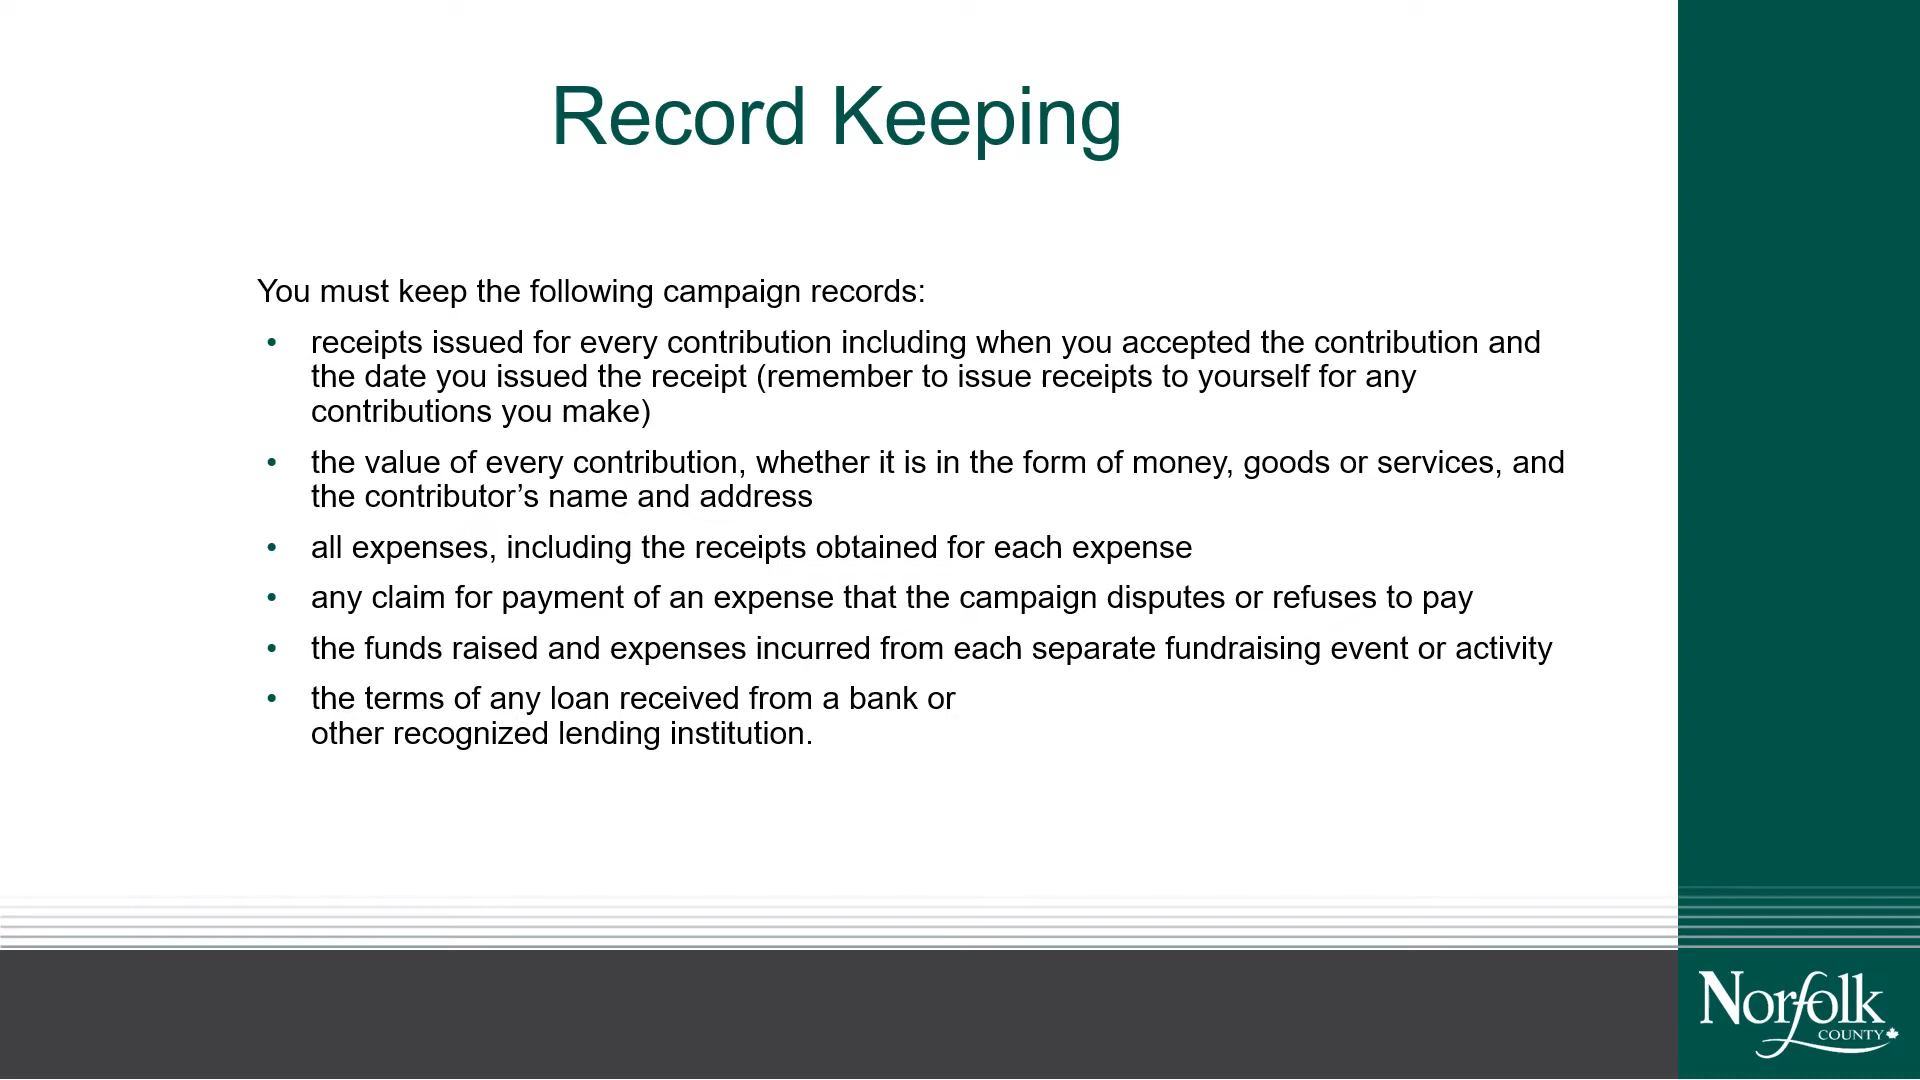 Record Keeping
You must keep the following campaign records:
• receipts issued for every contribution including when you accepted the contribution and
the date you issued the receipt (remember to issue receipts to yourself for any
contributions you make)
• the value of every contribution, whether it is in the form of money, goods or services, and
the contributor’s name and address
• all expenses, including the receipts obtained for each expense
• any claim for payment of an expense that the campaign disputes or refuses to pay
• the funds raised and expenses incurred from each separate fundraising event or activity
• the terms of any loan received from a bank or
other recognized lending institution.
Norfolk
COUNTY